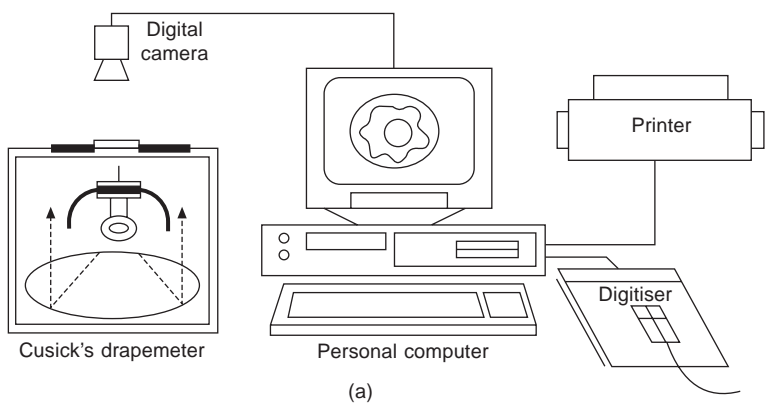 Digital
camera
Printer
Digitiser
Cusick's drapemeter
Personal computer
(a)